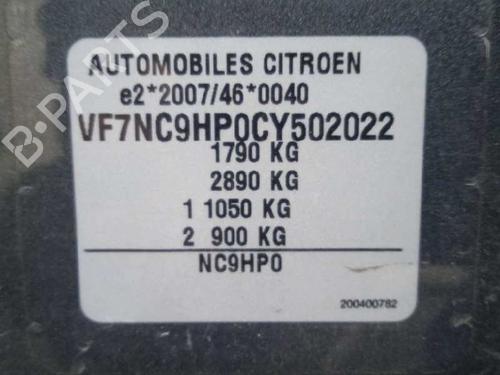 B-PARTS
AUTOMOBILES CITROEN
e2*2007/46*0040
VF7NC9HP0CY502022
1790 KG
2890 KG
1 1050 KG
2 900 KG
NC9HP0
200400782